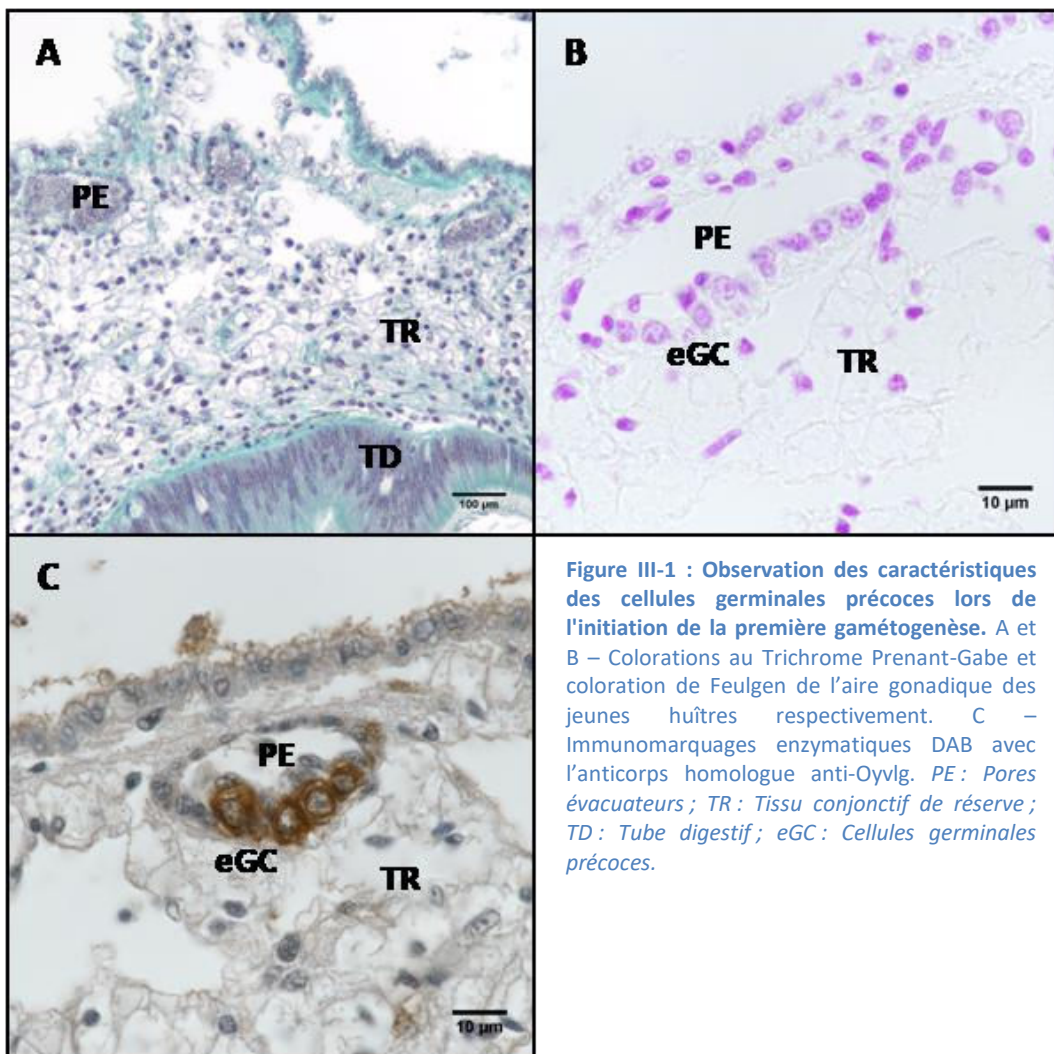 A
PE
TR
TD
100 µm
B
PE
eGC
TR
10 µm
C
PE
eGC
TR
10 µm
Figure III-1 : Observation des caractéristiques
des cellules germinales précoces lors de
l'initiation de la première gamétogenèse. A et
B – Colorations au Trichrome Prenant-Gabe et
coloration de Feulgen de l’aire gonadique des
jeunes huîtres respectivement. C –
Immunomarquages enzymatiques DAB avec
l’anticorps homologue anti-Oyvlg. PE : Pores
évacuateurs ; TR : Tissu conjonctif de réserve ;
TD : Tube digestif ; eGC : Cellules germinales
précoces.